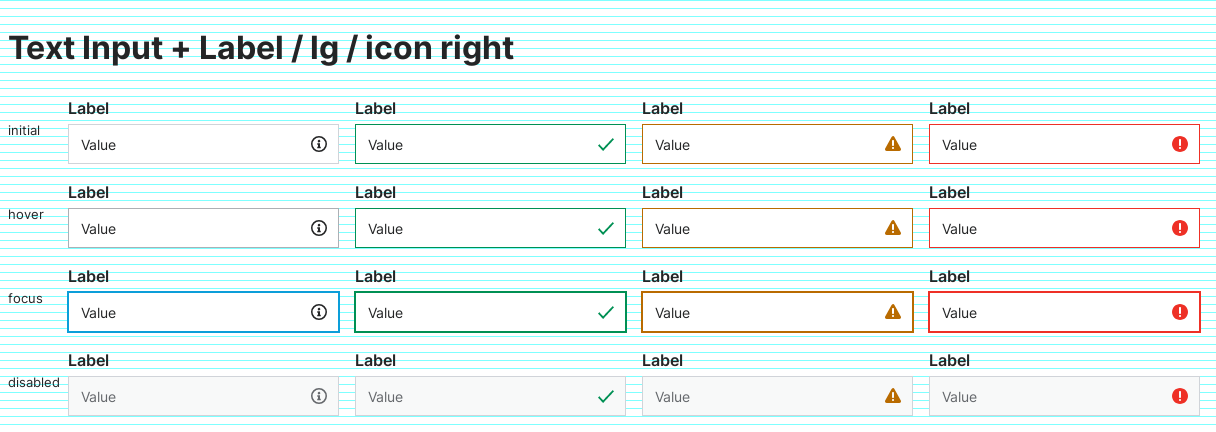 Text Input + Label / lg / icon right
Label Label Label Label
initial Value Value Value Value
Label Label Label Label
hover Value Value Value Value
Label Label Label Label
focus Value Value Value Value
Label Label Label Label
disabled Value Value Value Value